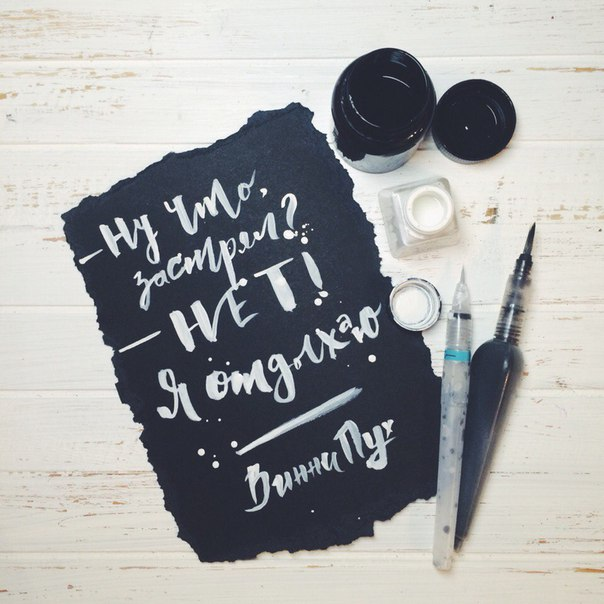 — Ну что,
застрял?
— НЕТ!
Я отдыхаю
Винни Пух